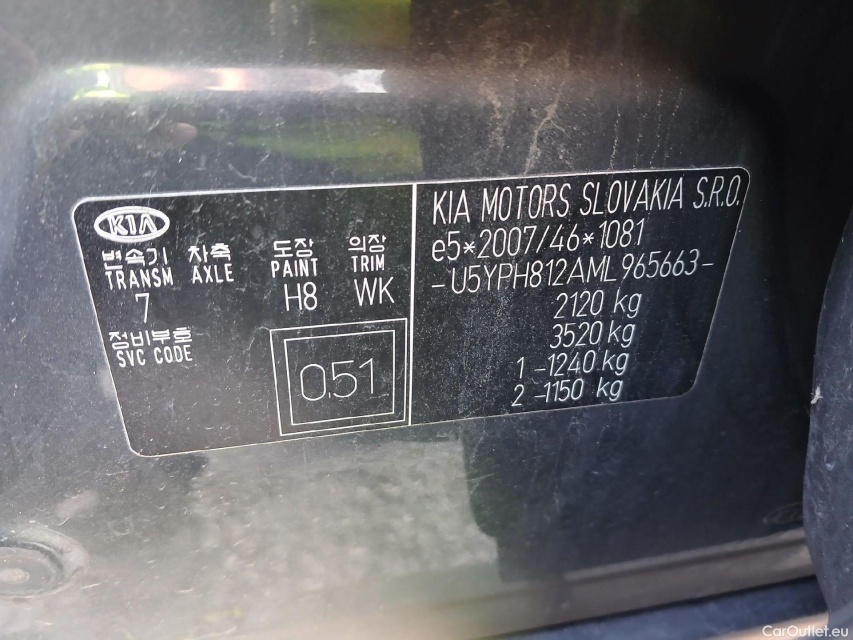 KIA
변속기 차축 도장 의장
TRANSM AXLE PAINT TRIM
7 H8 WK
정비부호
SVC CODE
0.51
KIA MOTORS SLOVAKIA S.R.O.
e5*2007/46*1081
-U5YPH812AML965663-
2120 kg
3520 kg
1 -1240 kg
2 -1150 kg
CarOutlet.eu